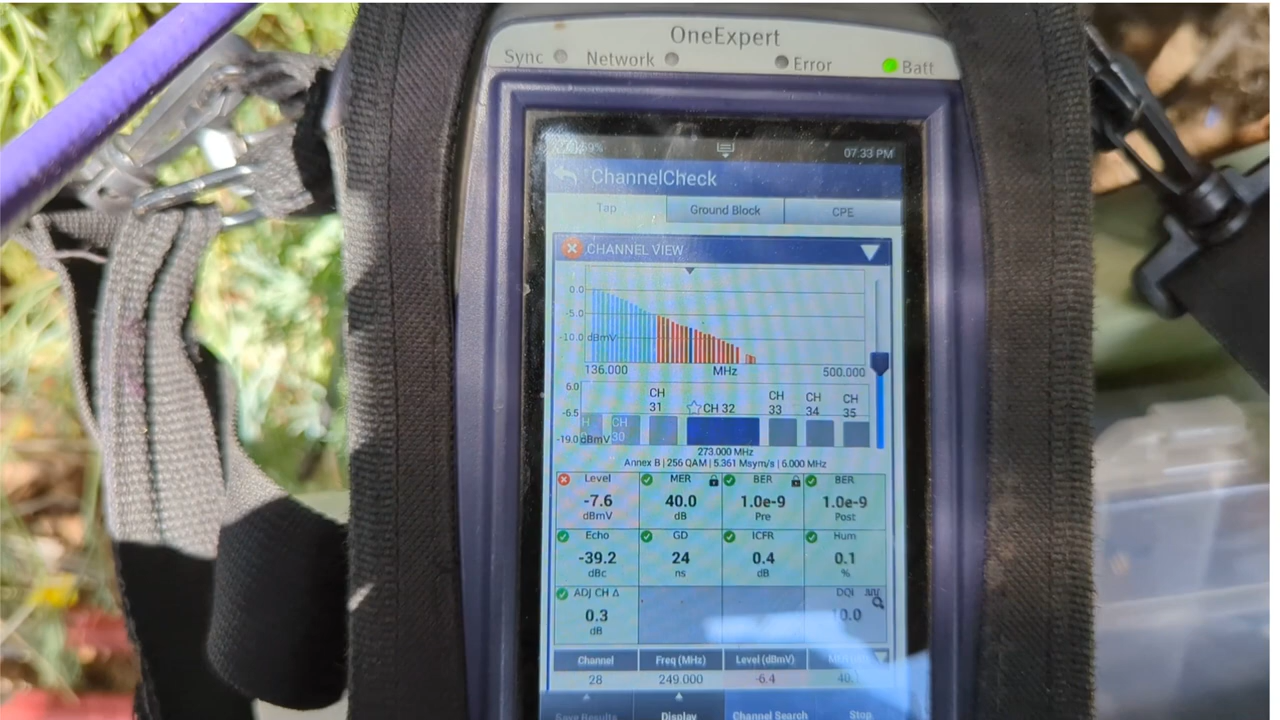 OneExpert
Sync Network Error Batt
07:33 PM
ChannelCheck
Tap Ground Block CPE
CHANNEL VIEW
0.0
-5.0
-10.0 dBmV
136.000 MHz 500.000
6.0
CH CH CH CH
31 CH 32 33 34 35
-6.5
CH
30
-19.0 dBmV
273.000 MHz
Annex B | 256 QAM | 5.361 Msym/s | 6.000 MHz
Level MER BER BER
-7.6 40.0 1.0e-9 1.0e-9
dBmV dB Pre Post
Echo GD ICFR Hum
-39.2 24 0.4 0.1
dBc ns dB %
ADJ CH Δ DQI
0.3 10.0
dB
Channel Freq (MHz) Level (dBmV)
28 249.000 -6.4
Save Results Display Channel Search Stop